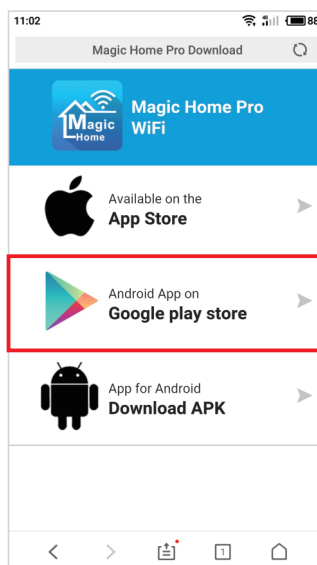 11:02
88
Magic Home Pro Download
Magic
Home
Magic Home Pro
WiFi
Available on the
App Store
Android App on
Google play store
App for Android
Download APK
1